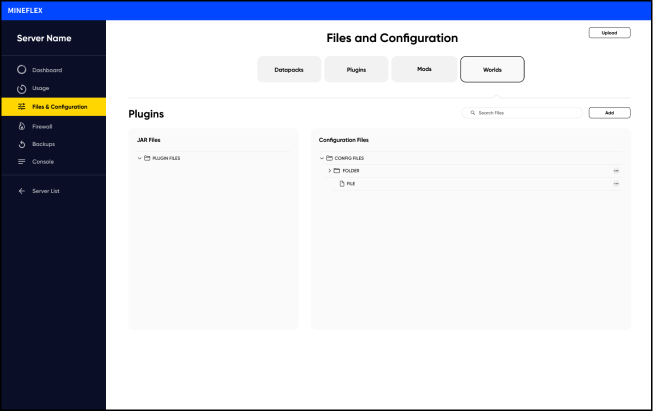 MINEFLEX
Server Name
Dashboard
Usage
Files & Configuration
Firewall
Backups
Console
Server List
Files and Configuration
Upload
Datapacks
Plugins
Mods
Worlds
Plugins
Search Files
Add
JAR Files
PLUGIN FILES
Configuration Files
CONFIG FILES
FOLDER
FILE